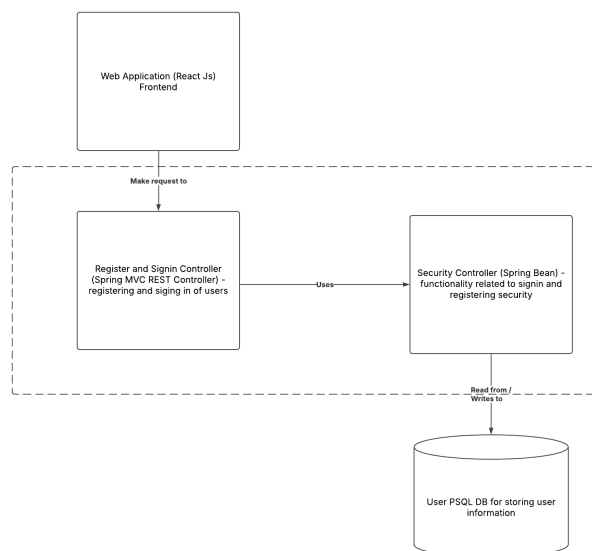 Web Application (React Js)
Frontend
Make request to
Register and Signin Controller
(Spring MVC REST Controller) -
registering and siging in of users
Uses
Security Controller (Spring Bean) -
functionality related to signin and
registering security
Read from /
Writes to
User PSQL DB for storing user
information